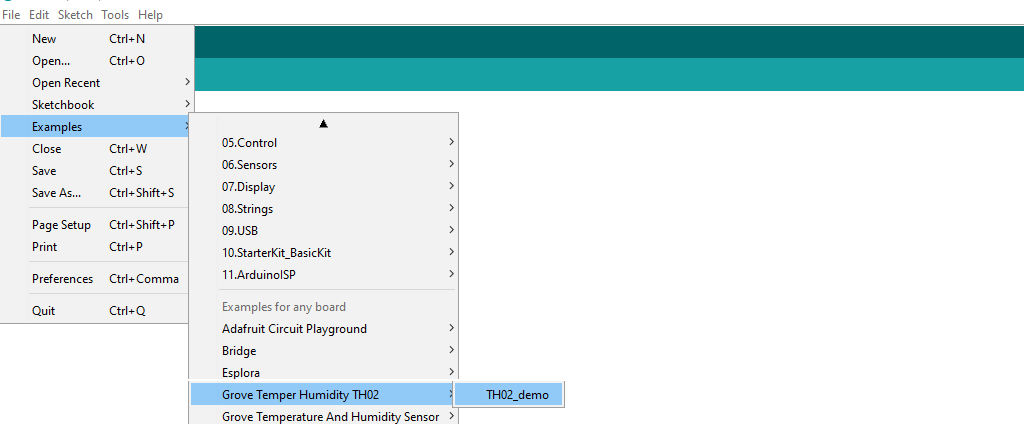 File Edit Sketch Tools Help
New Ctrl+N
Open... Ctrl+O
Open Recent
Sketchbook
Examples
Close Ctrl+W
Save Ctrl+S
Save As... Ctrl+Shift+S
Page Setup Ctrl+Shift+P
Print Ctrl+P
Preferences Ctrl+Comma
Quit Ctrl+Q
05.Control
06.Sensors
07.Display
08.Strings
09.USB
10.StarterKit_BasicKit
11.ArduinoISP
Examples for any board
Adafruit Circuit Playground
Bridge
Esplora
Grove Temper Humidity TH02
Grove Temperature And Humidity Sensor
TH02_demo